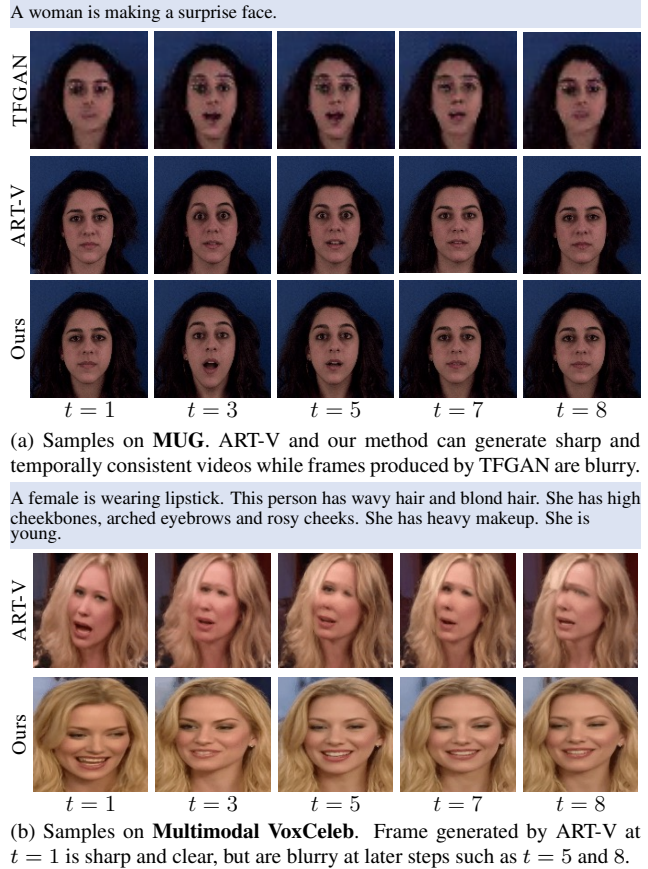 A woman is making a surprise face.
TFGAN
ART-V
Ours
t = 1 t = 3 t = 5 t = 7 t = 8
(a) Samples on MUG. ART-V and our method can generate sharp and
temporally consistent videos while frames produced by TFGAN are blurry.
A female is wearing lipstick. This person has wavy hair and blond hair. She has high
cheekbones, arched eyebrows and rosy cheeks. She has heavy makeup. She is
young.
ART-V
Ours
t = 1 t = 3 t = 5 t = 7 t = 8
(b) Samples on Multimodal VoxCeleb. Frame generated by ART-V at
t = 1 is sharp and clear, but are blurry at later steps such as t = 5 and 8.